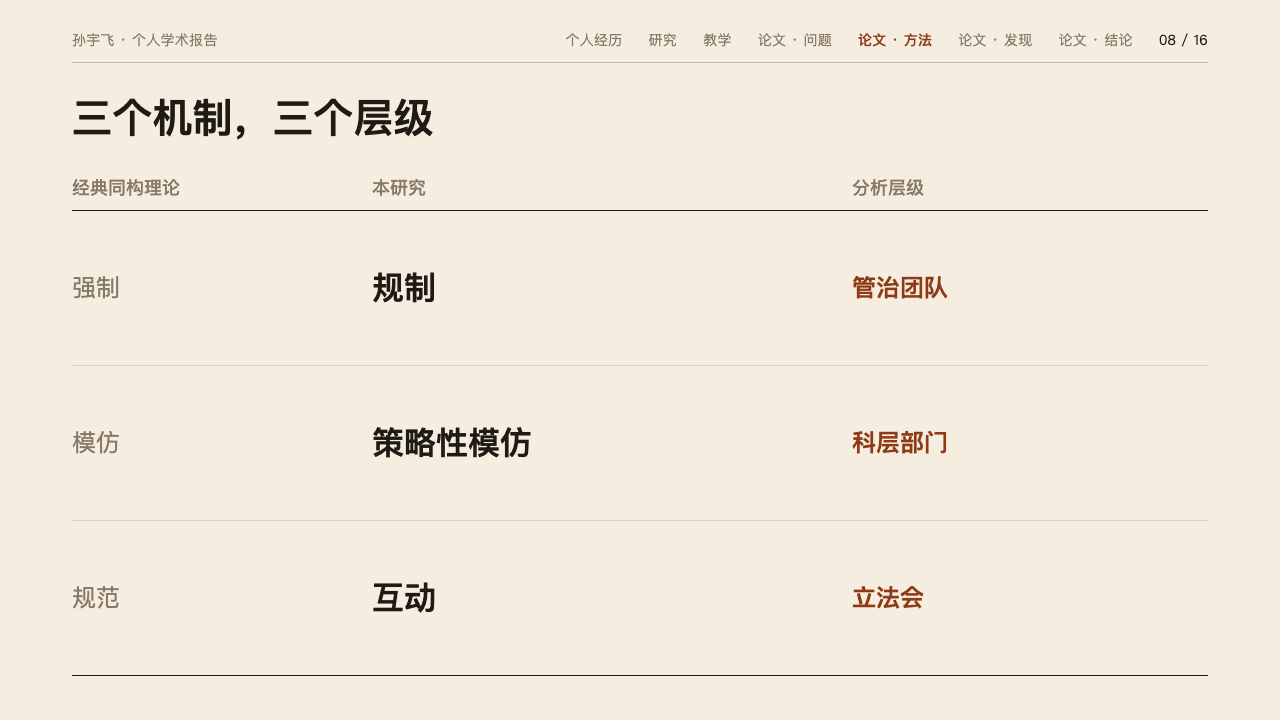 孙宇飞 · 个人学术报告 个人经历 研究 教学 论文 · 问题 论文 · 方法 论文 · 发现 论文 · 结论 08 / 16
三个机制，三个层级
经典同构理论 本研究 分析层级
强制 规制 管治团队
模仿 策略性模仿 科层部门
规范 互动 立法会